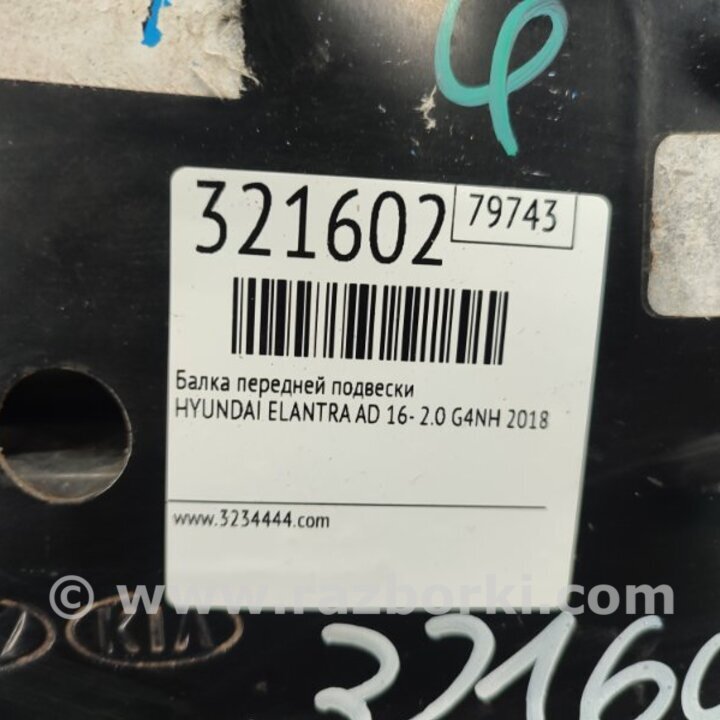 321602
79743
Балка передней подвески
HYUNDAI ELANTRA AD 16- 2.0 G4NH 2018
www.3234444.com
© www.razborki.com
KIA